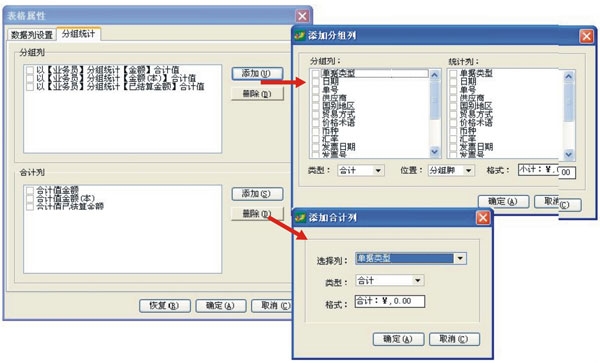 表格属性
数据列设置 分组统计
分组列
以【业务员】分组统计【金额】合计值
以【业务员】分组统计【金额(本)】合计值
以【业务员】分组统计【已结算金额】合计值
添加(U)
删除(V)
合计列
合计值金额
合计值金额(本)
合计值已结算金额
添加(S)
删除(D)
恢复(R) 确定(A) 取消(C)
添加分组列
分组列： 统计列：
单据类型 单据类型
日期 日期
单号 单号
供应商 供应商
国别地区 国别地区
贸易方式 贸易方式
价格术语 价格术语
币种 币种
汇率 汇率
发票日期 发票日期
发票号 发票号
类型： 合计 位置： 分组脚 格式： 小计：¥,0.00
确定(A) 取消(C)
添加合计列
选择列： 单据类型
类型： 合计
格式： 合计：¥,0.00
确定(A) 取消(C)